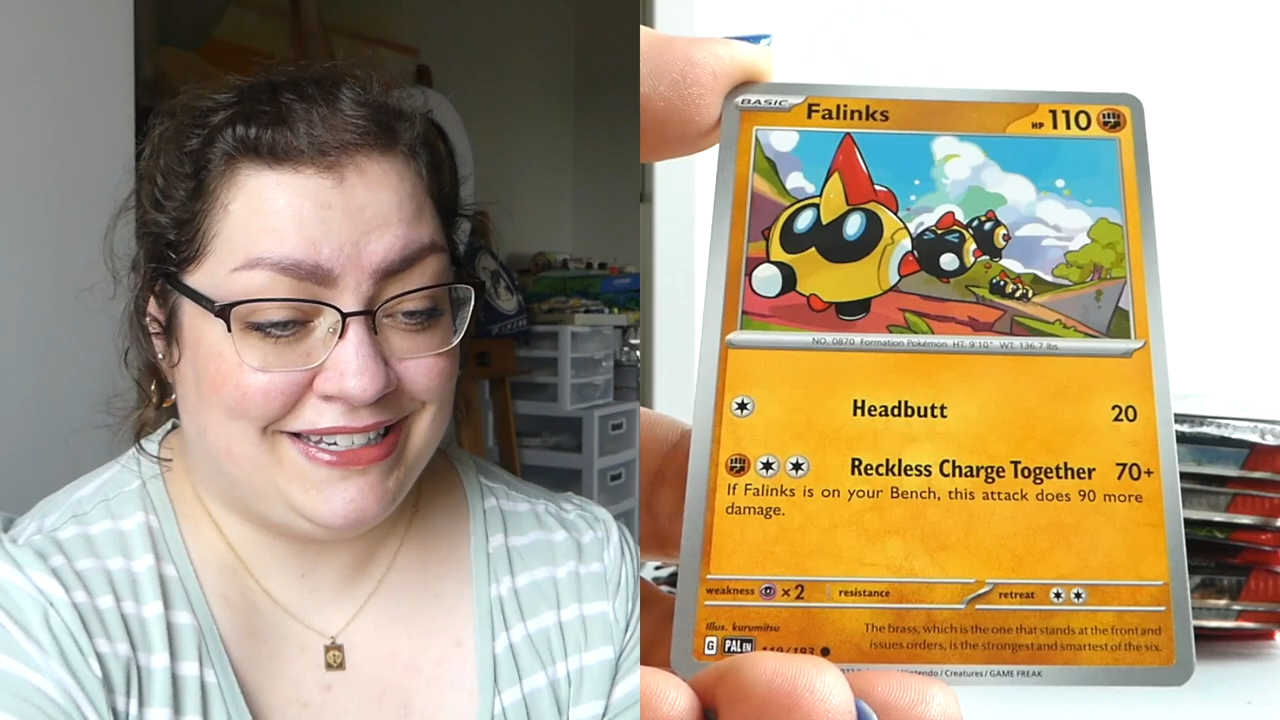 BASIC Falinks HP 110
NO. 0870 Formation Pokémon HT: 9'10" WT: 136.7 lbs
Headbutt 20
Reckless Charge Together 70+
If Falinks is on your Bench, this attack does 90 more
damage.
weakness ×2 resistance retreat
Illus. kurumitsu
The brass, which is the one that stands at the front and
issues orders, is the strongest and smartest of the six.
G PAL EN 119/193
Nintendo / Creatures / GAME FREAK